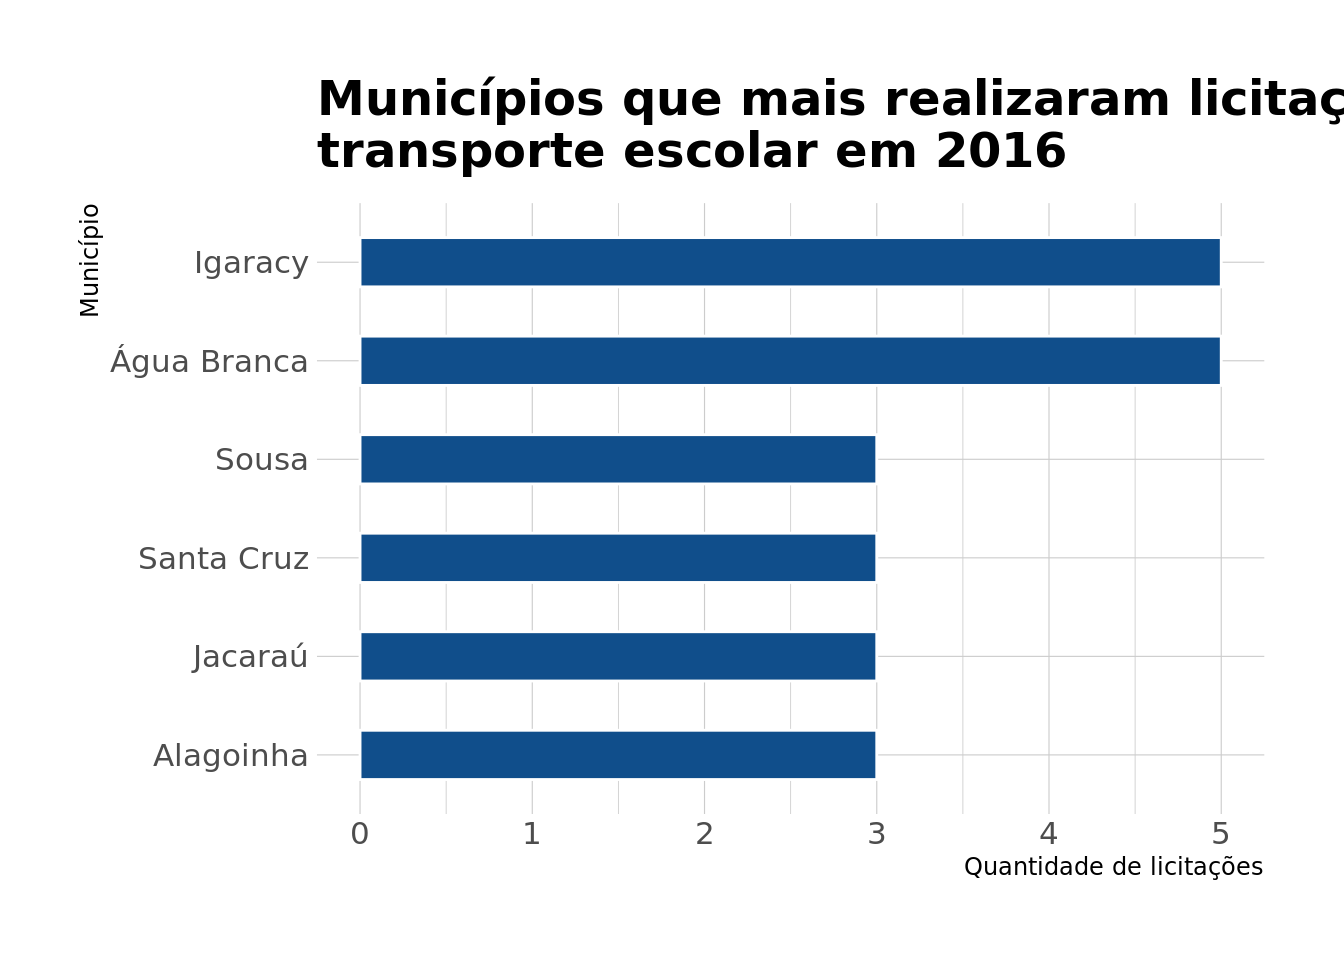 Municípios que mais realizaram licitaç
transporte escolar em 2016
Município
Igaracy
Água Branca
Sousa
Santa Cruz
Jacaraú
Alagoinha
0 1 2 3 4 5
Quantidade de licitações